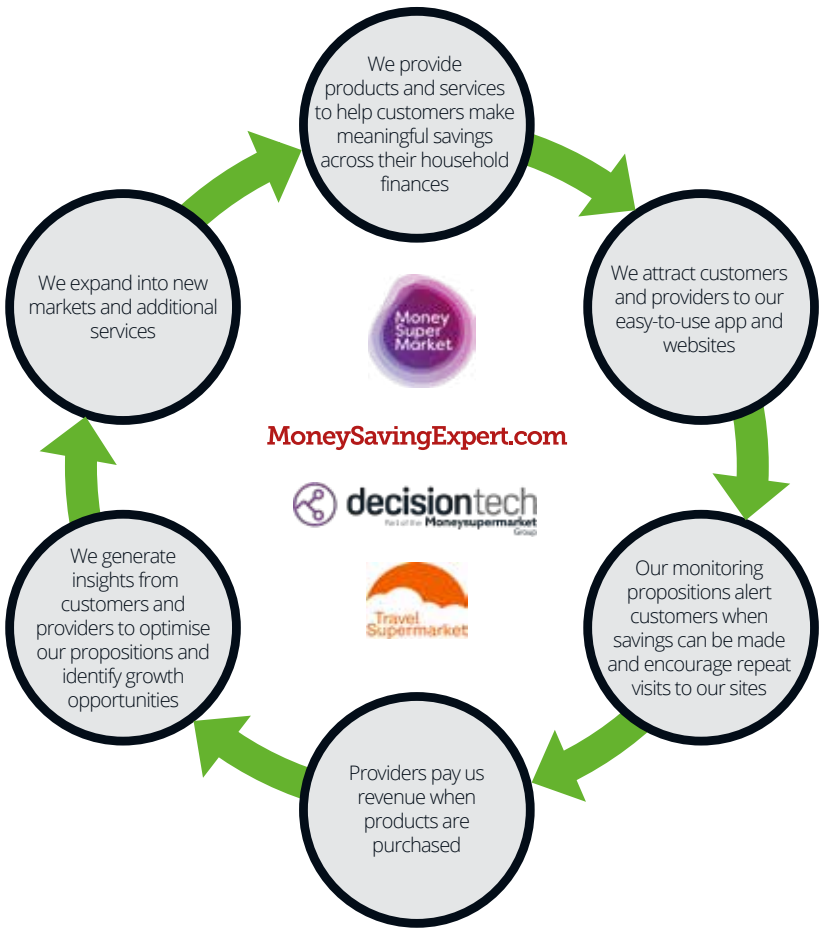 We provide
products and services
to help customers make
meaningful savings
across their household
finances
We attract customers
and providers to our
easy-to-use app and
websites
Our monitoring
propositions alert
customers when
savings can be made
and encourage repeat
visits to our sites
Providers pay us
revenue when
products are
purchased
We generate
insights from
customers and
providers to optimise
our propositions and
identify growth
opportunities
We expand into new
markets and additional
services
Money
Super
Market
MoneySavingExpert.com
decisiontech
Part of the Moneysupermarket
Group
Travel
Supermarket